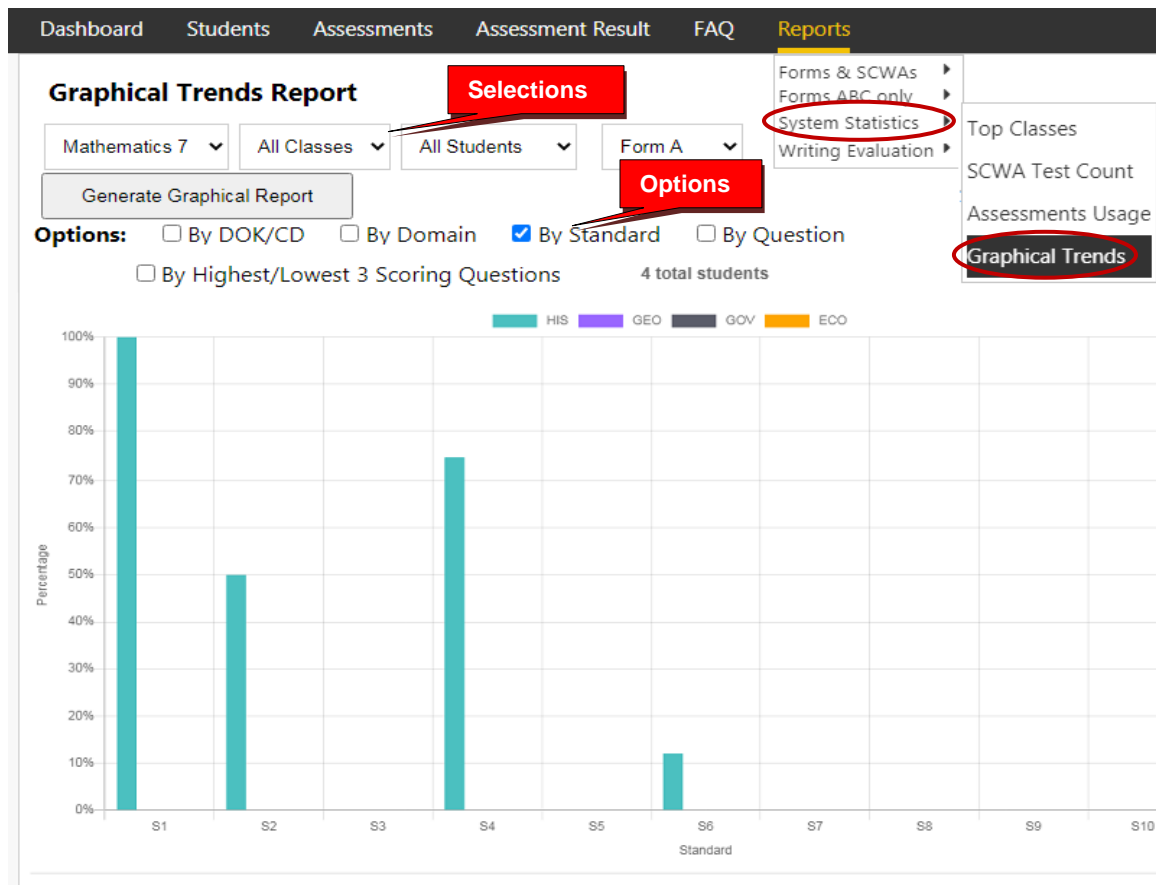 Dashboard Students Assessments Assessment Result FAQ Reports
Graphical Trends Report
Selections
Forms & SCWAs
Forms ABC only
System Statistics
Writing Evaluation
Top Classes
SCWA Test Count
Assessments Usage
Graphical Trends
Mathematics 7 All Classes All Students Form A
Generate Graphical Report
Options
Options: By DOK/CD By Domain By Standard By Question
By Highest/Lowest 3 Scoring Questions 4 total students
HIS GEO GOV ECO
100%
90%
80%
70%
60%
50%
40%
30%
20%
10%
0%
Percentage
S1 S2 S3 S4 S5 S6 S7 S8 S9 S10
Standard